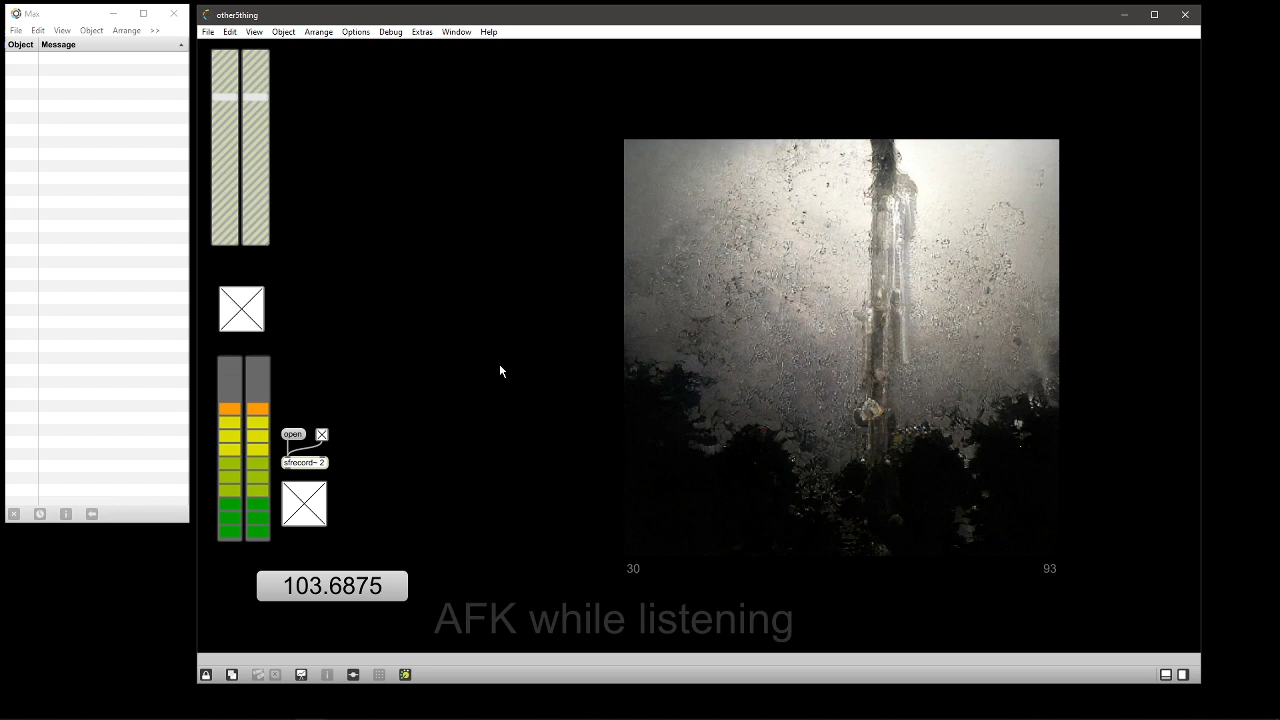 Max
File Edit View Object Arrange >>
Object Message
other5thing
File Edit View Object Arrange Options Debug Extras Window Help
open
sfrecord~ 2
30 93
103.6875
AFK while listening